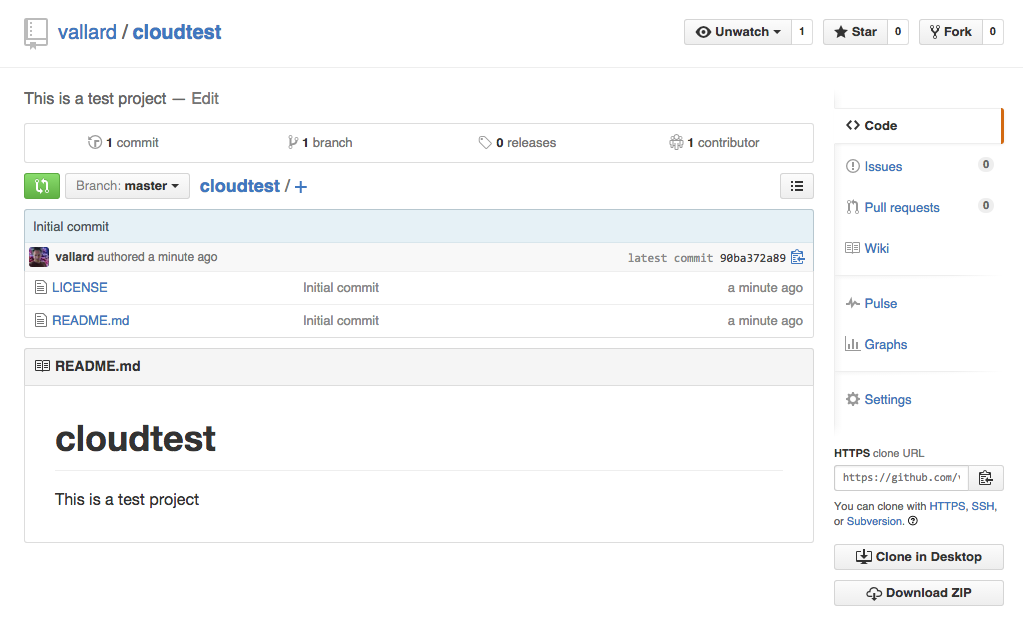 vallard / cloudtest
Unwatch 1 Star 0 Fork 0
This is a test project — Edit
1 commit 1 branch 0 releases 1 contributor
Branch: master cloudtest / +
Initial commit
vallard authored a minute ago latest commit 90ba372a89
LICENSE Initial commit a minute ago
README.md Initial commit a minute ago
README.md
cloudtest
This is a test project
Code
Issues 0
Pull requests 0
Wiki
Pulse
Graphs
Settings
HTTPS clone URL
https://github.com/
You can clone with HTTPS, SSH,
or Subversion.
Clone in Desktop
Download ZIP